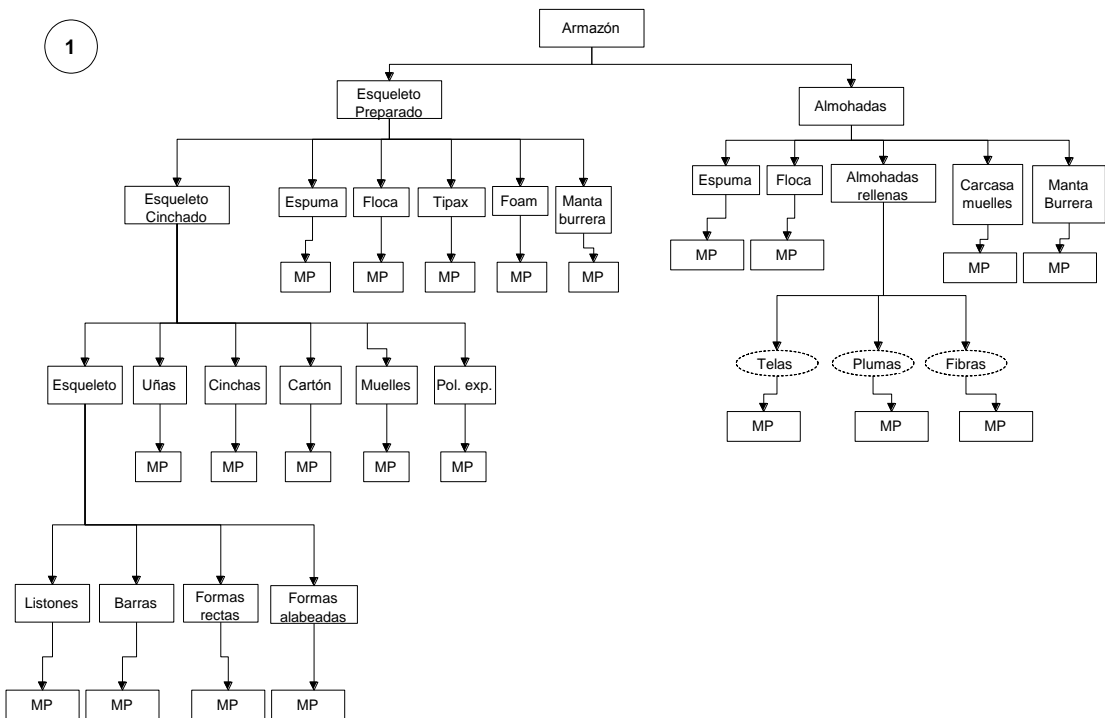 1
Armazón
Esqueleto
Preparado
Almohadas
Esqueleto
Cinchado
Espuma
Floca
Tipax
Foam
Manta
burrera
Espuma
Floca
Almohadas
rellenas
Carcasa
muelles
Manta
Burrera
MP
MP
MP
MP
MP
MP
MP
MP
MP
Esqueleto
Uñas
Cinchas
Cartón
Muelles
Pol. exp.
Telas
Plumas
Fibras
MP
MP
MP
MP
MP
MP
MP
MP
Listones
Barras
Formas
rectas
Formas
alabeadas
MP
MP
MP
MP